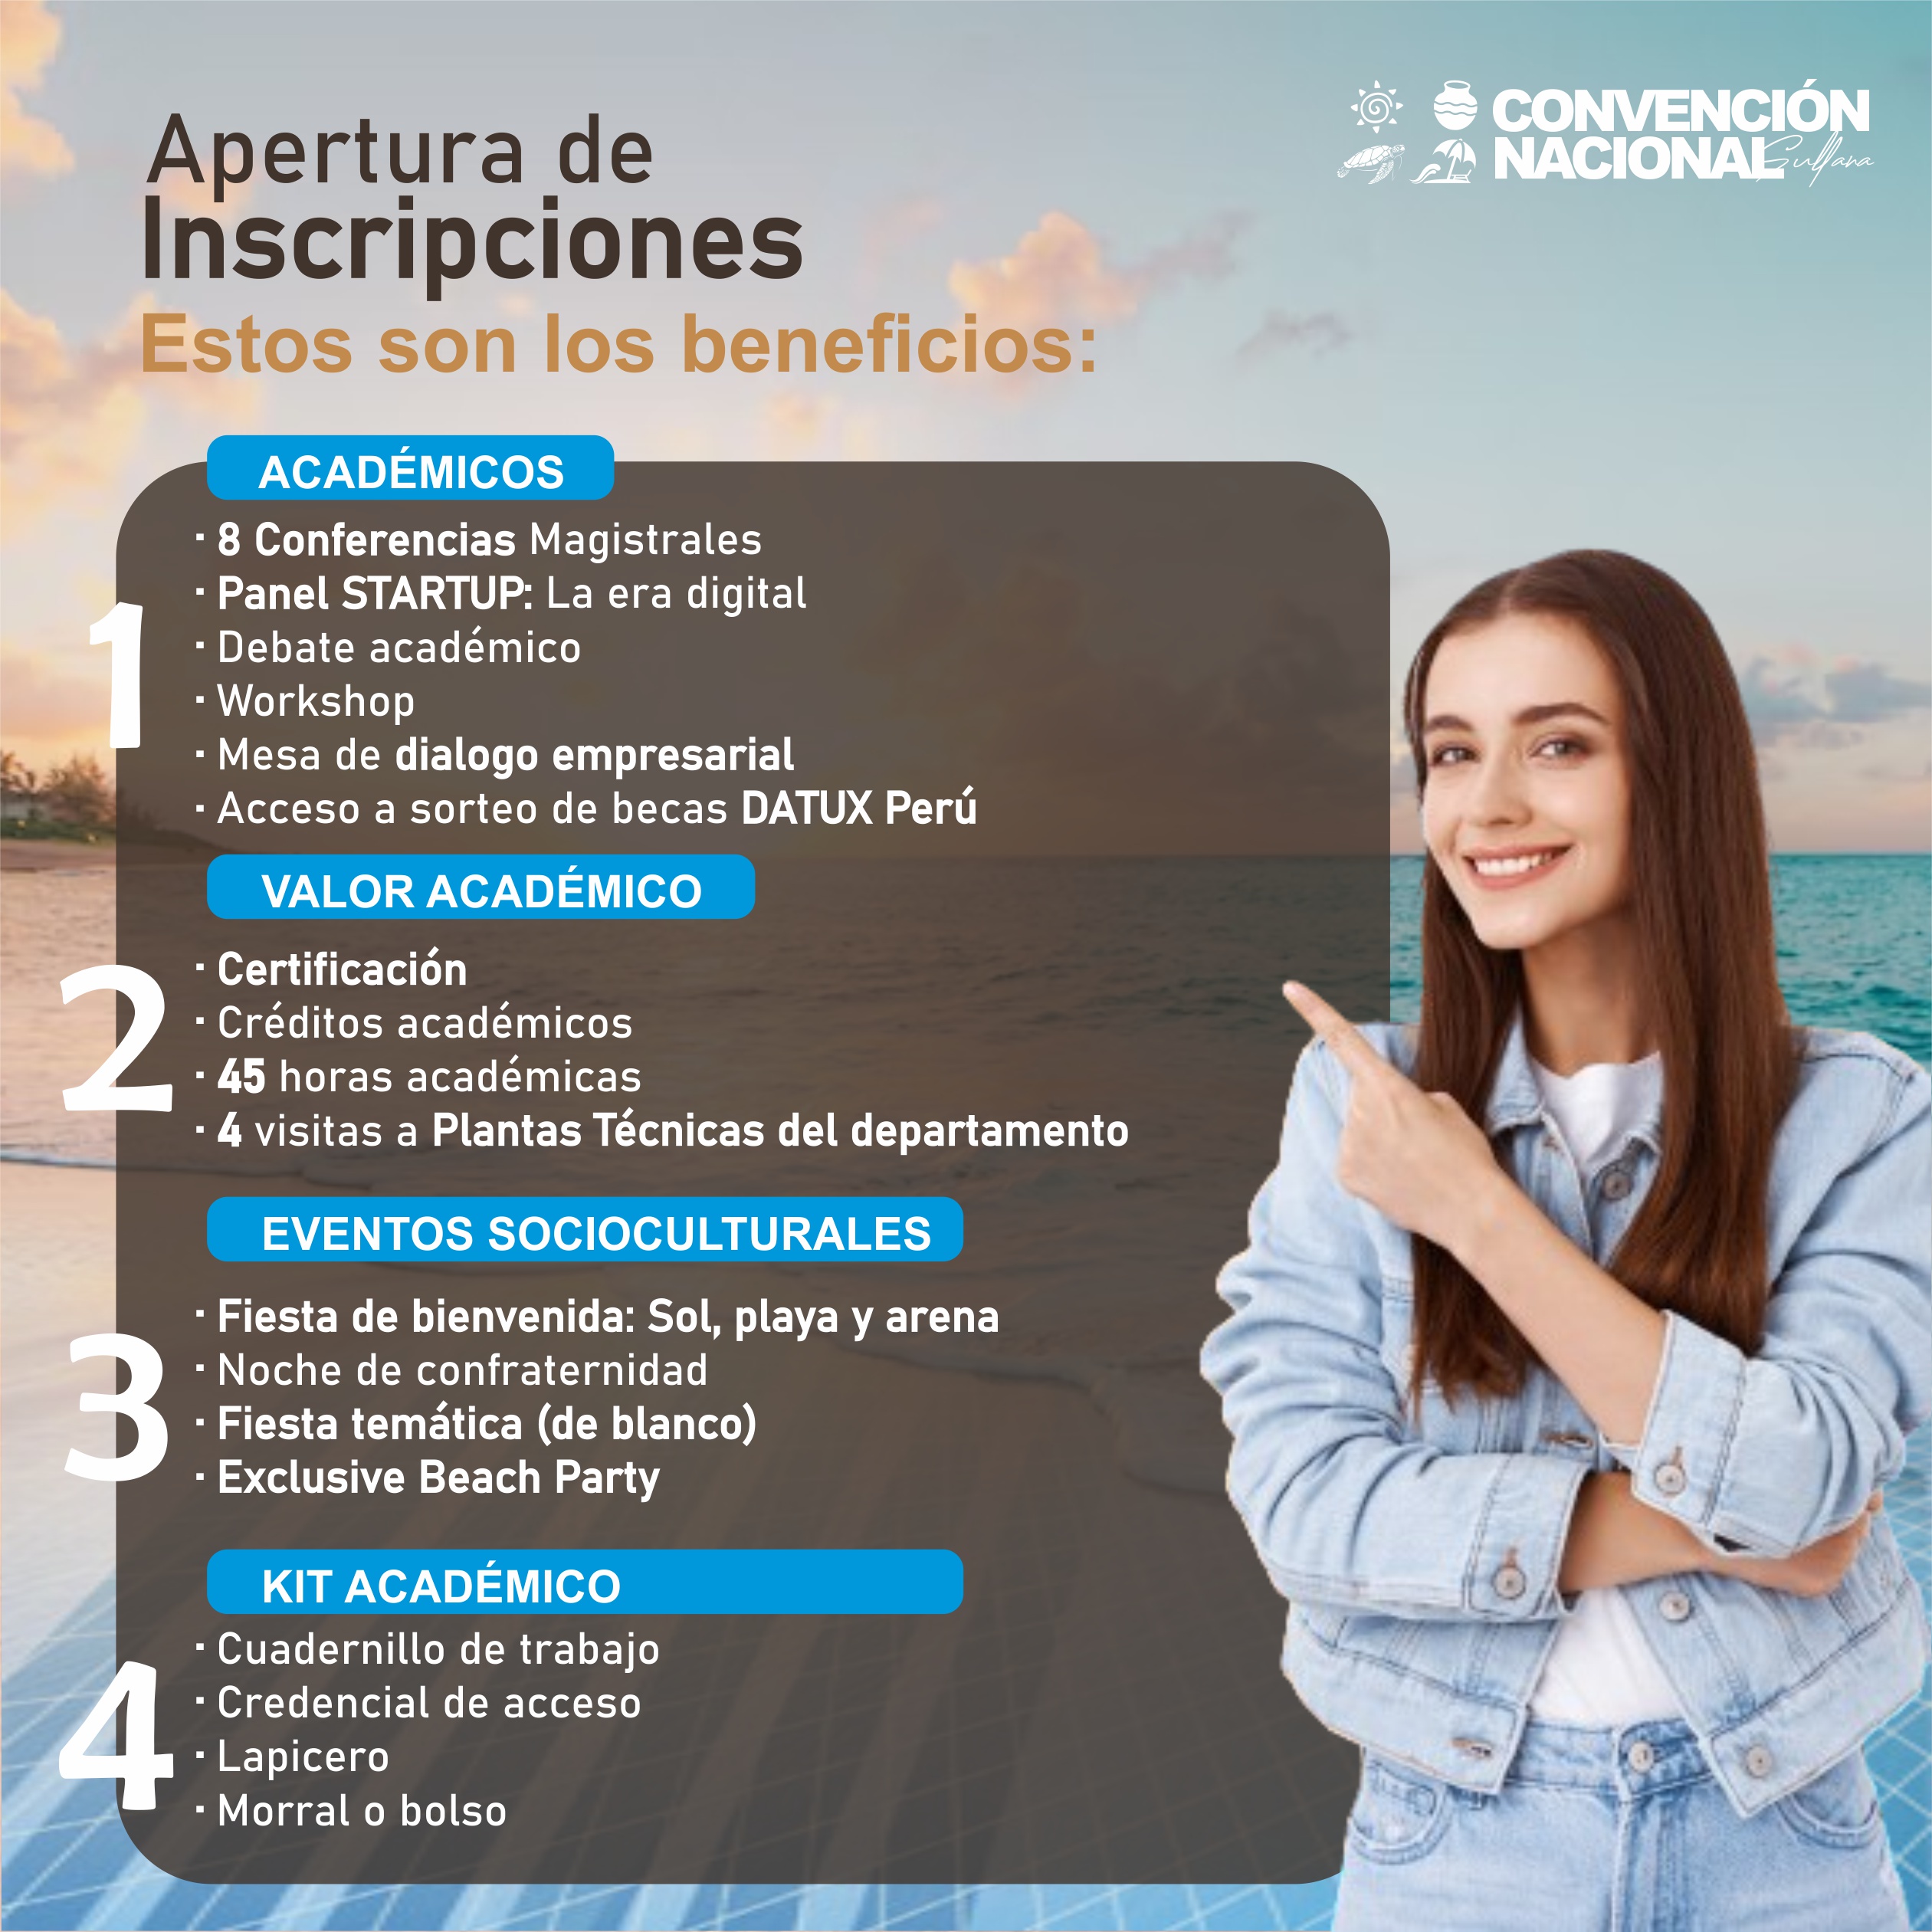 CONVENCIÓN
NACIONAL Sullana
Apertura de
Inscripciones
Estos son los beneficios:
ACADÉMICOS
1
· 8 Conferencias Magistrales
· Panel STARTUP: La era digital
· Debate académico
· Workshop
· Mesa de dialogo empresarial
· Acceso a sorteo de becas DATUX Perú
VALOR ACADÉMICO
2
· Certificación
· Créditos académicos
· 45 horas académicas
· 4 visitas a Plantas Técnicas del departamento
EVENTOS SOCIOCULTURALES
3
· Fiesta de bienvenida: Sol, playa y arena
· Noche de confraternidad
· Fiesta temática (de blanco)
· Exclusive Beach Party
KIT ACADÉMICO
4
· Cuadernillo de trabajo
· Credencial de acceso
· Lapicero
· Morral o bolso